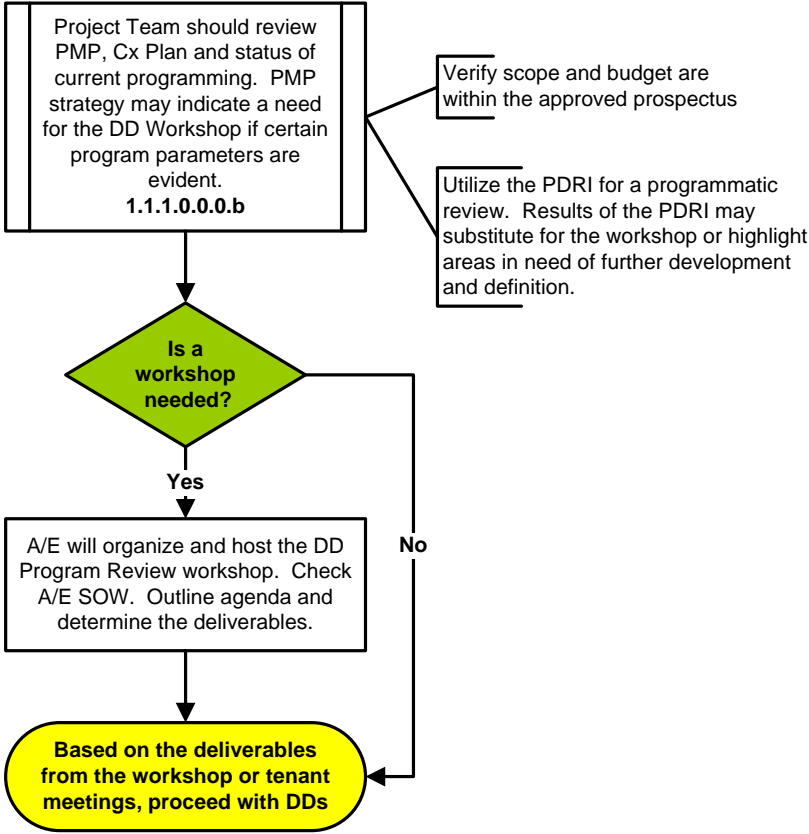 Project Team should review
PMP, Cx Plan and status of
current programming.  PMP
strategy may indicate a need
for the DD Workshop if certain
program parameters are
evident.
1.1.1.0.0.0.b
Verify scope and budget are
within the approved prospectus
Utilize the PDRI for a programmatic
review.  Results of the PDRI may
substitute for the workshop or highlight
areas in need of further development
and definition.
Is a
workshop
needed?
Yes
No
A/E will organize and host the DD
Program Review workshop.  Check
A/E SOW.  Outline agenda and
determine the deliverables.
Based on the deliverables
from the workshop or tenant
meetings, proceed with DDs